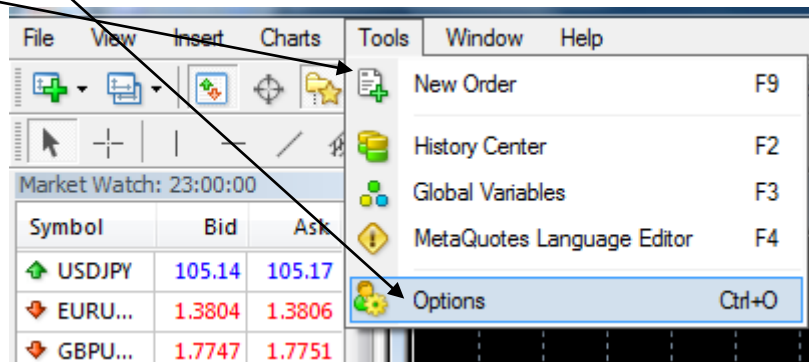 File View Insert Charts Tools Window Help
New Order F9
History Center F2
Market Watch: 23:00:00
Global Variables F3
Symbol Bid Ask
MetaQuotes Language Editor F4
USDJPY 105.14 105.17
EURU... 1.3804 1.3806
Options Ctrl+O
GBPU... 1.7747 1.7751